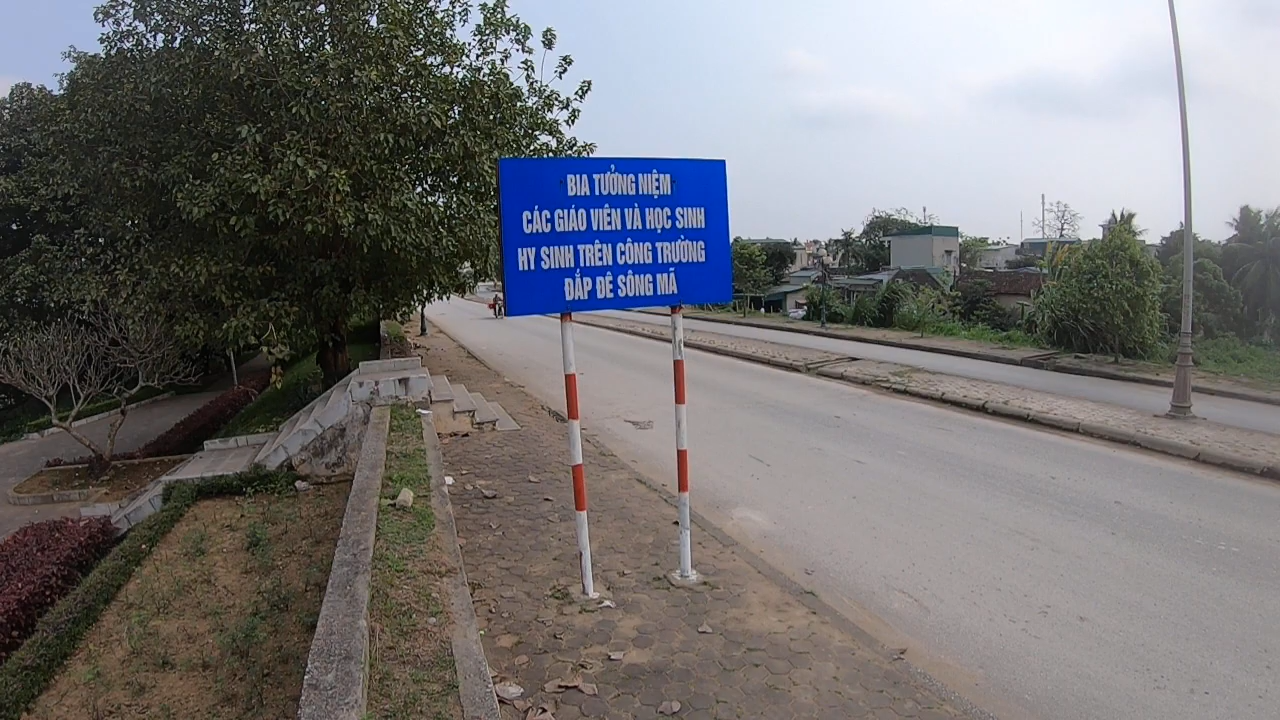 BIA TƯỞNG NIỆM
CÁC GIÁO VIÊN VÀ HỌC SINH
HY SINH TRÊN CÔNG TRƯỜNG
ĐẮP ĐÊ SÔNG MÃ